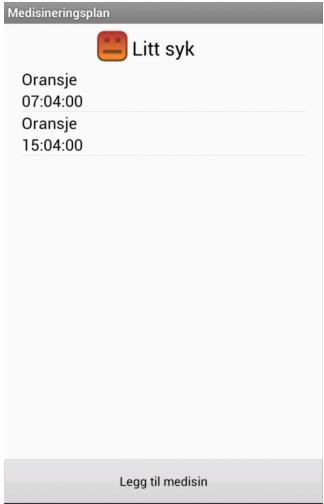 Medisineringsplan
Litt syk
Oransje
07:04:00
Oransje
15:04:00
Legg til medisin